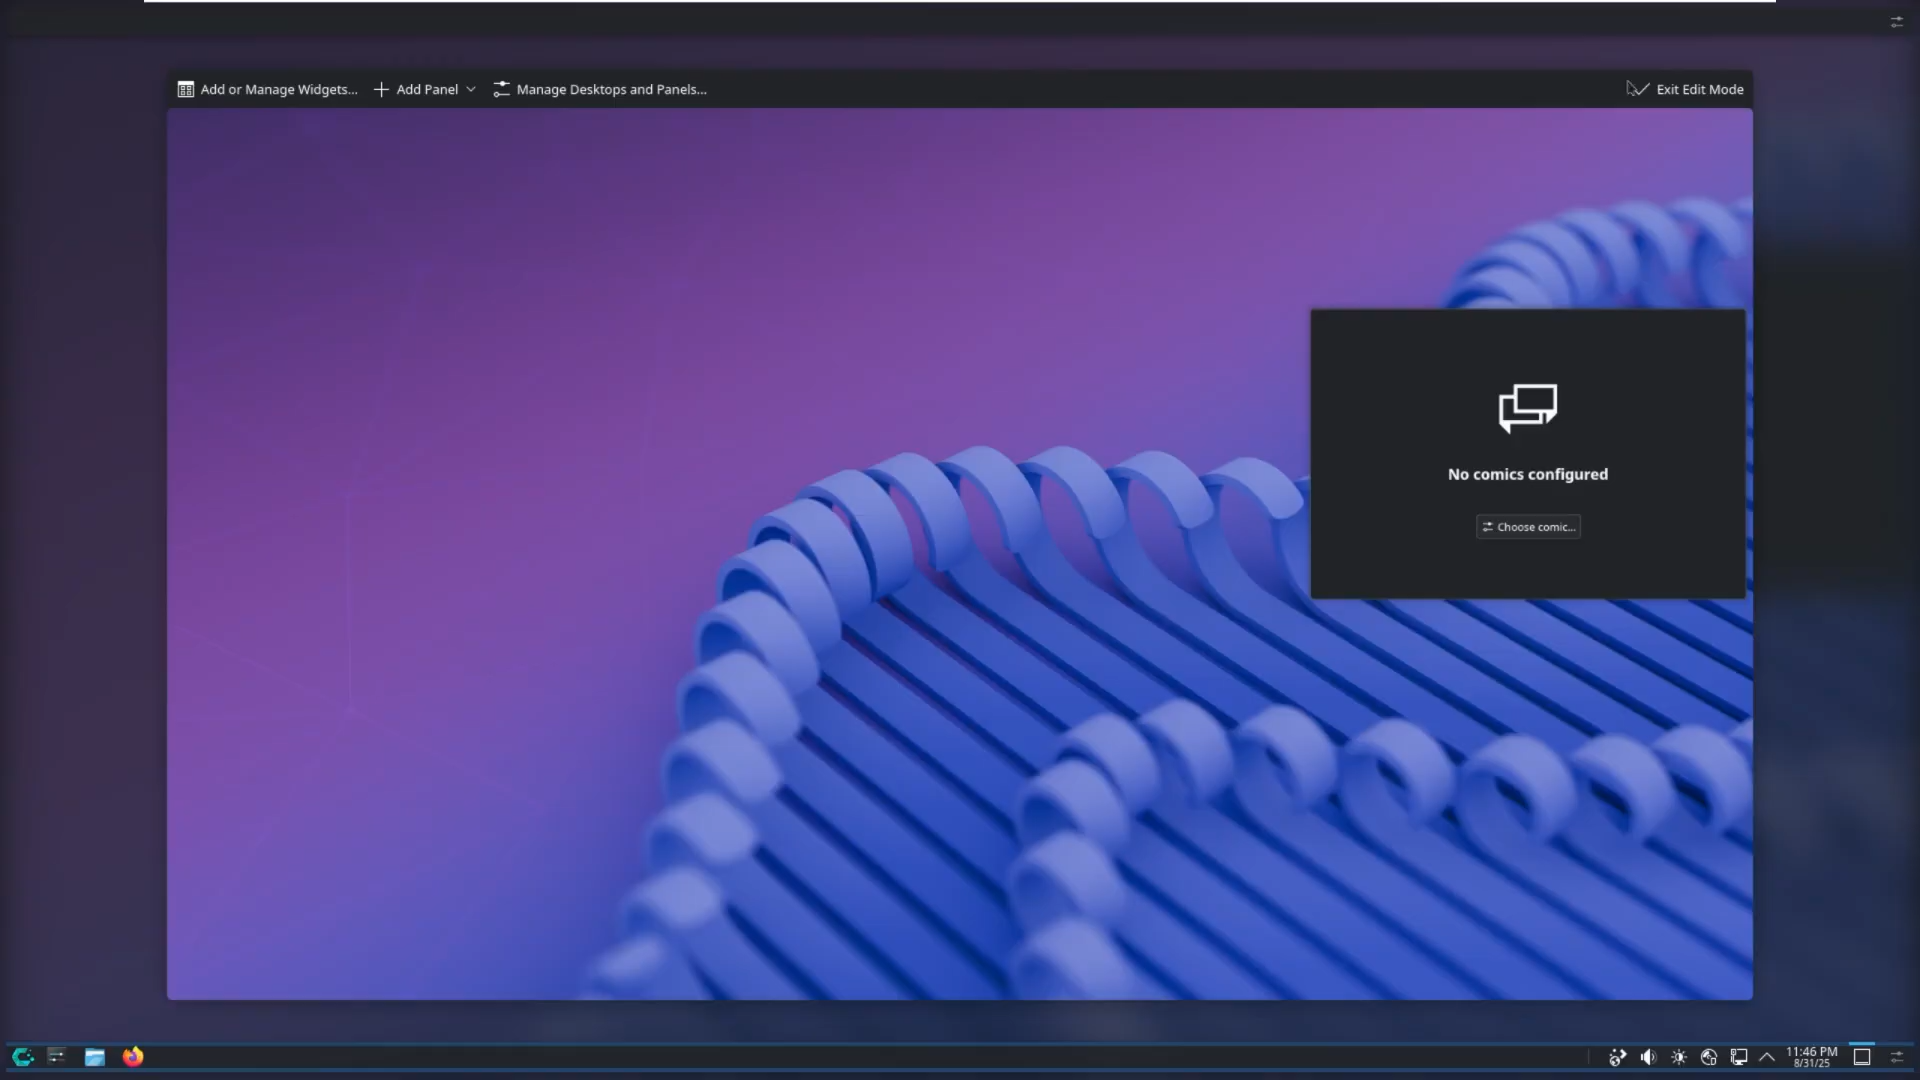 Add or Manage Widgets...
Add Panel
Manage Desktops and Panels...
Exit Edit Mode
No comics configured
Choose comic...
11:46 PM
8/31/25